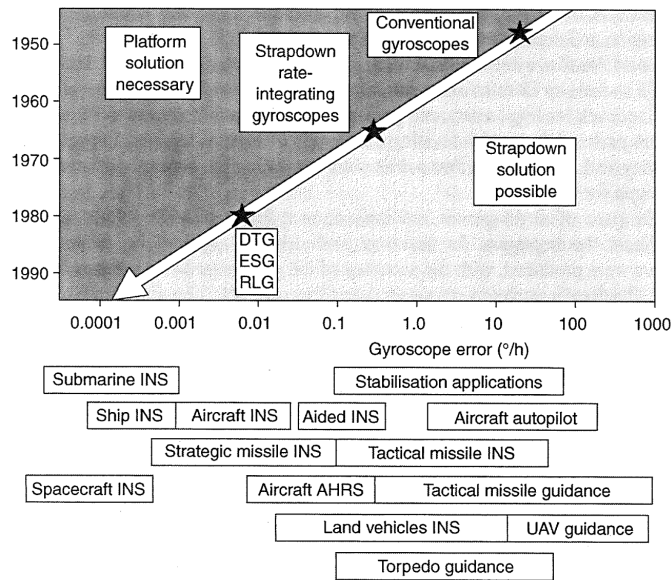 1950
1960
1970
1980
1990
Platform
solution
necessary
Strapdown
rate-
integrating
gyroscopes
Conventional
gyroscopes
Strapdown
solution
possible
DTG
ESG
RLG
0.0001 0.001 0.01 0.1 1.0 10 100 1000
Gyroscope error (°/h)
Submarine INS Stabilisation applications
Ship INS Aircraft INS Aided INS Aircraft autopilot
Strategic missile INS Tactical missile INS
Spacecraft INS Aircraft AHRS Tactical missile guidance
Land vehicles INS UAV guidance
Torpedo guidance